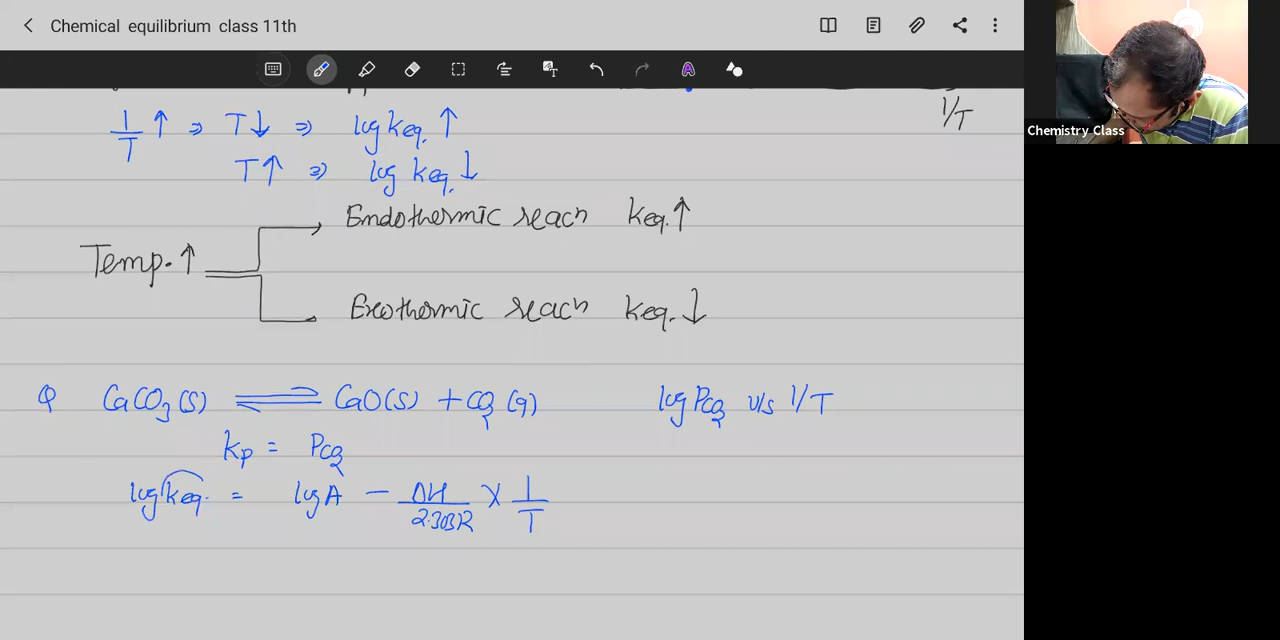 Chemical equilibrium class 11th
1/T ↑ ⇒ T↓ ⇒ log Keq. ↑
1/T
T↑ ⇒ log Keq. ↓
Chemistry Class
Endothermic reacn Keq.↑
Temp.↑
Exothermic reacn Keq.↓
Q CaCO3(s) ⇌ CaO(s) + CO2(g) log PCO2 v/s 1/T
Kp = PCO2
log Keq. = log A - ΔH/2.303R × 1/T